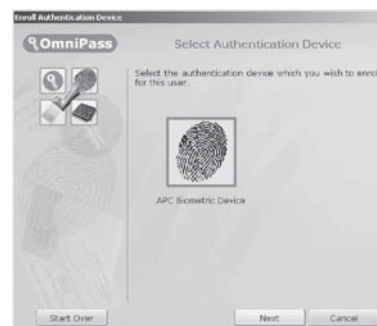 Enroll Authentication Device
OmniPass
Select Authentication Device
Select the authentication device which you wish to enroll
for this user.
APC Biometric Device
Start Over
Next
Cancel